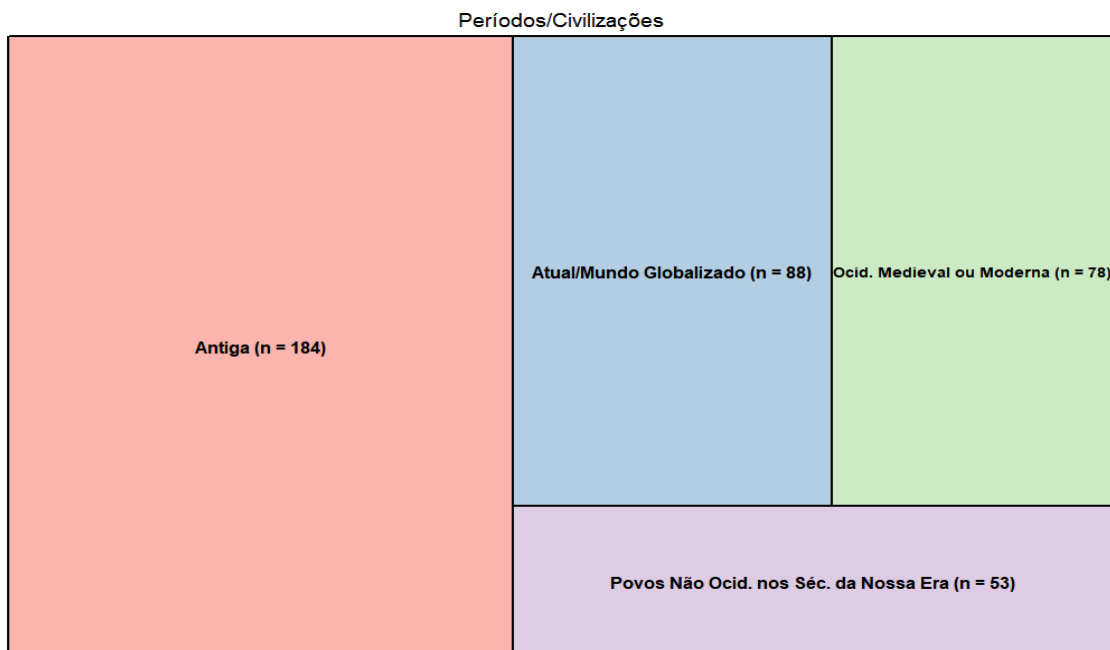 Períodos/Civilizações
Antiga (n = 184)
Atual/Mundo Globalizado (n = 88)
Ocid. Medieval ou Moderna (n = 78)
Povos Não Ocid. nos Séc. da Nossa Era (n = 53)